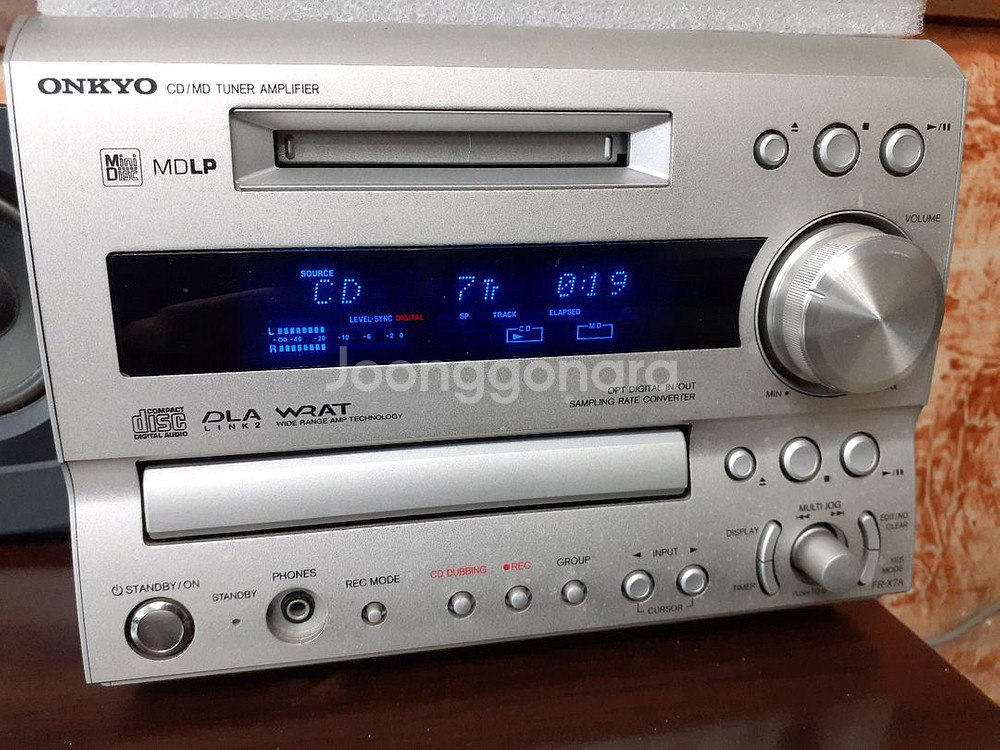 ONKYO CD/MD TUNER AMPLIFIER
Mini Disc MDLP
VOLUME
SOURCE
CD 7Tr 0:19
LEVEL-SYNC DIGITAL SP TRACK ELAPSED
L
-∞ -40 -20 -10 -6 -2 0
R
CD MD
Joonggonara
MIN
OPT DIGITAL IN/OUT
SAMPLING RATE CONVERTER
COMPACT disc DIGITAL AUDIO
DLA LINK2
WRAT
WIDE RANGE AMP TECHNOLOGY
MULTI JOG
DISPLAY
EDIT/NO
CLEAR
TIMER
YES
MODE
FR-X7A
STANDBY/ON
STANDBY
PHONES
REC MODE
CD DUBBING
REC
GROUP
INPUT
CURSOR